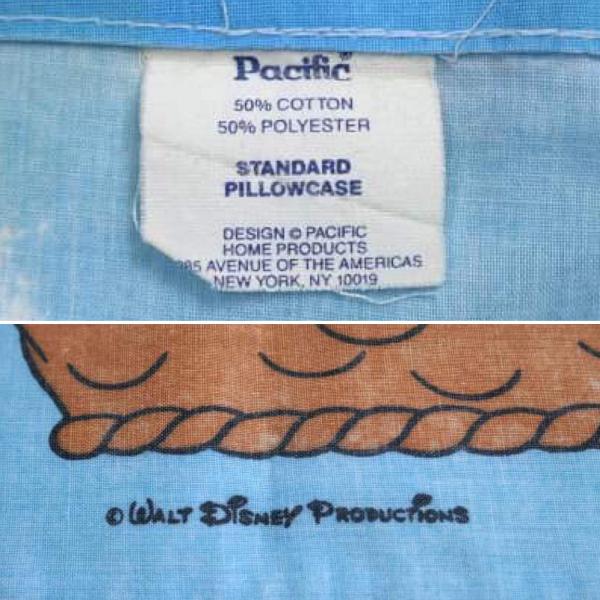 Pacific®
50% COTTON
50% POLYESTER
STANDARD
PILLOWCASE
DESIGN © PACIFIC
HOME PRODUCTS
AVENUE OF THE AMERICAS
NEW YORK, NY 10019
© WALT DISNEY PRODUCTIONS